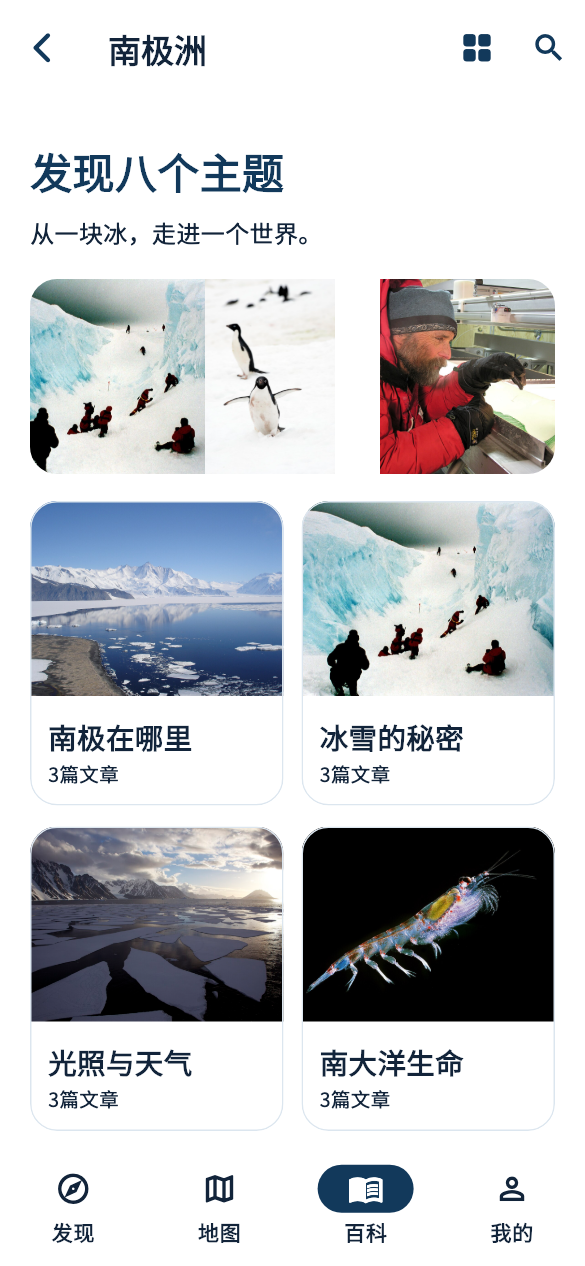 南极洲
发现八个主题
从一块冰，走进一个世界。
南极在哪里
3篇文章
冰雪的秘密
3篇文章
光照与天气
3篇文章
南大洋生命
3篇文章
发现
地图
百科
我的